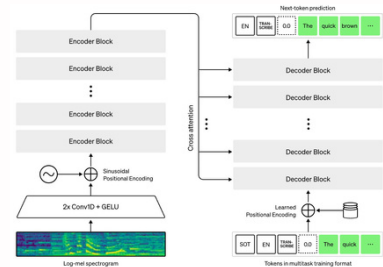 Next-token prediction
EN TRANS-SCRIBE 0.0 The quick brown ...
Encoder Block
Encoder Block
Encoder Block
Encoder Block
Cross attention
Decoder Block
Decoder Block
Decoder Block
Decoder Block
Sinusoidal
Positional Encoding
Learned
Positional Encoding
2x Conv1D + GELU
Log-mel spectrogram
SOT EN TRANS-SCRIBE 0.0 The quick ...
Tokens in multitask training format